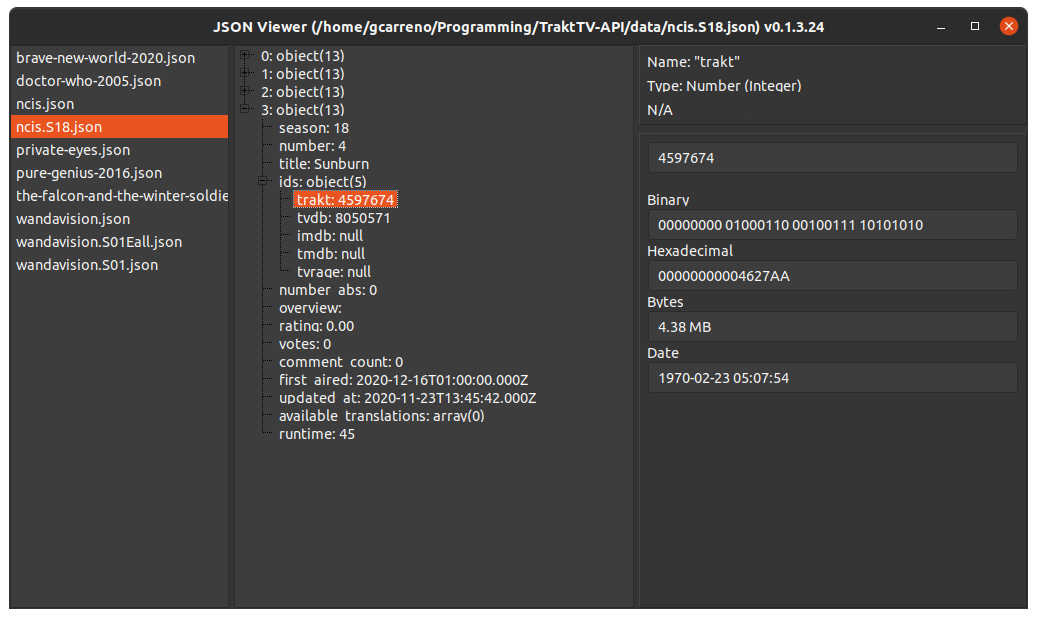 JSON Viewer (/home/gcarreno/Programming/TraktTV-API/data/ncis.S18.json) v0.1.3.24
brave-new-world-2020.json
doctor-who-2005.json
ncis.json
ncis.S18.json
private-eyes.json
pure-genius-2016.json
the-falcon-and-the-winter-soldie
wandavision.json
wandavision.S01Eall.json
wandavision.S01.json
0: object(13)
1: object(13)
2: object(13)
3: object(13)
season: 18
number: 4
title: Sunburn
ids: object(5)
trakt: 4597674
tvdb: 8050571
imdb: null
tmdb: null
tvrage: null
number_abs: 0
overview:
rating: 0.00
votes: 0
comment_count: 0
first_aired: 2020-12-16T01:00:00.000Z
updated_at: 2020-11-23T13:45:42.000Z
available_translations: array(0)
runtime: 45
Name: "trakt"
Type: Number (Integer)
N/A
4597674
Binary
00000000 01000110 00100111 10101010
Hexadecimal
00000000004627AA
Bytes
4.38 MB
Date
1970-02-23 05:07:54